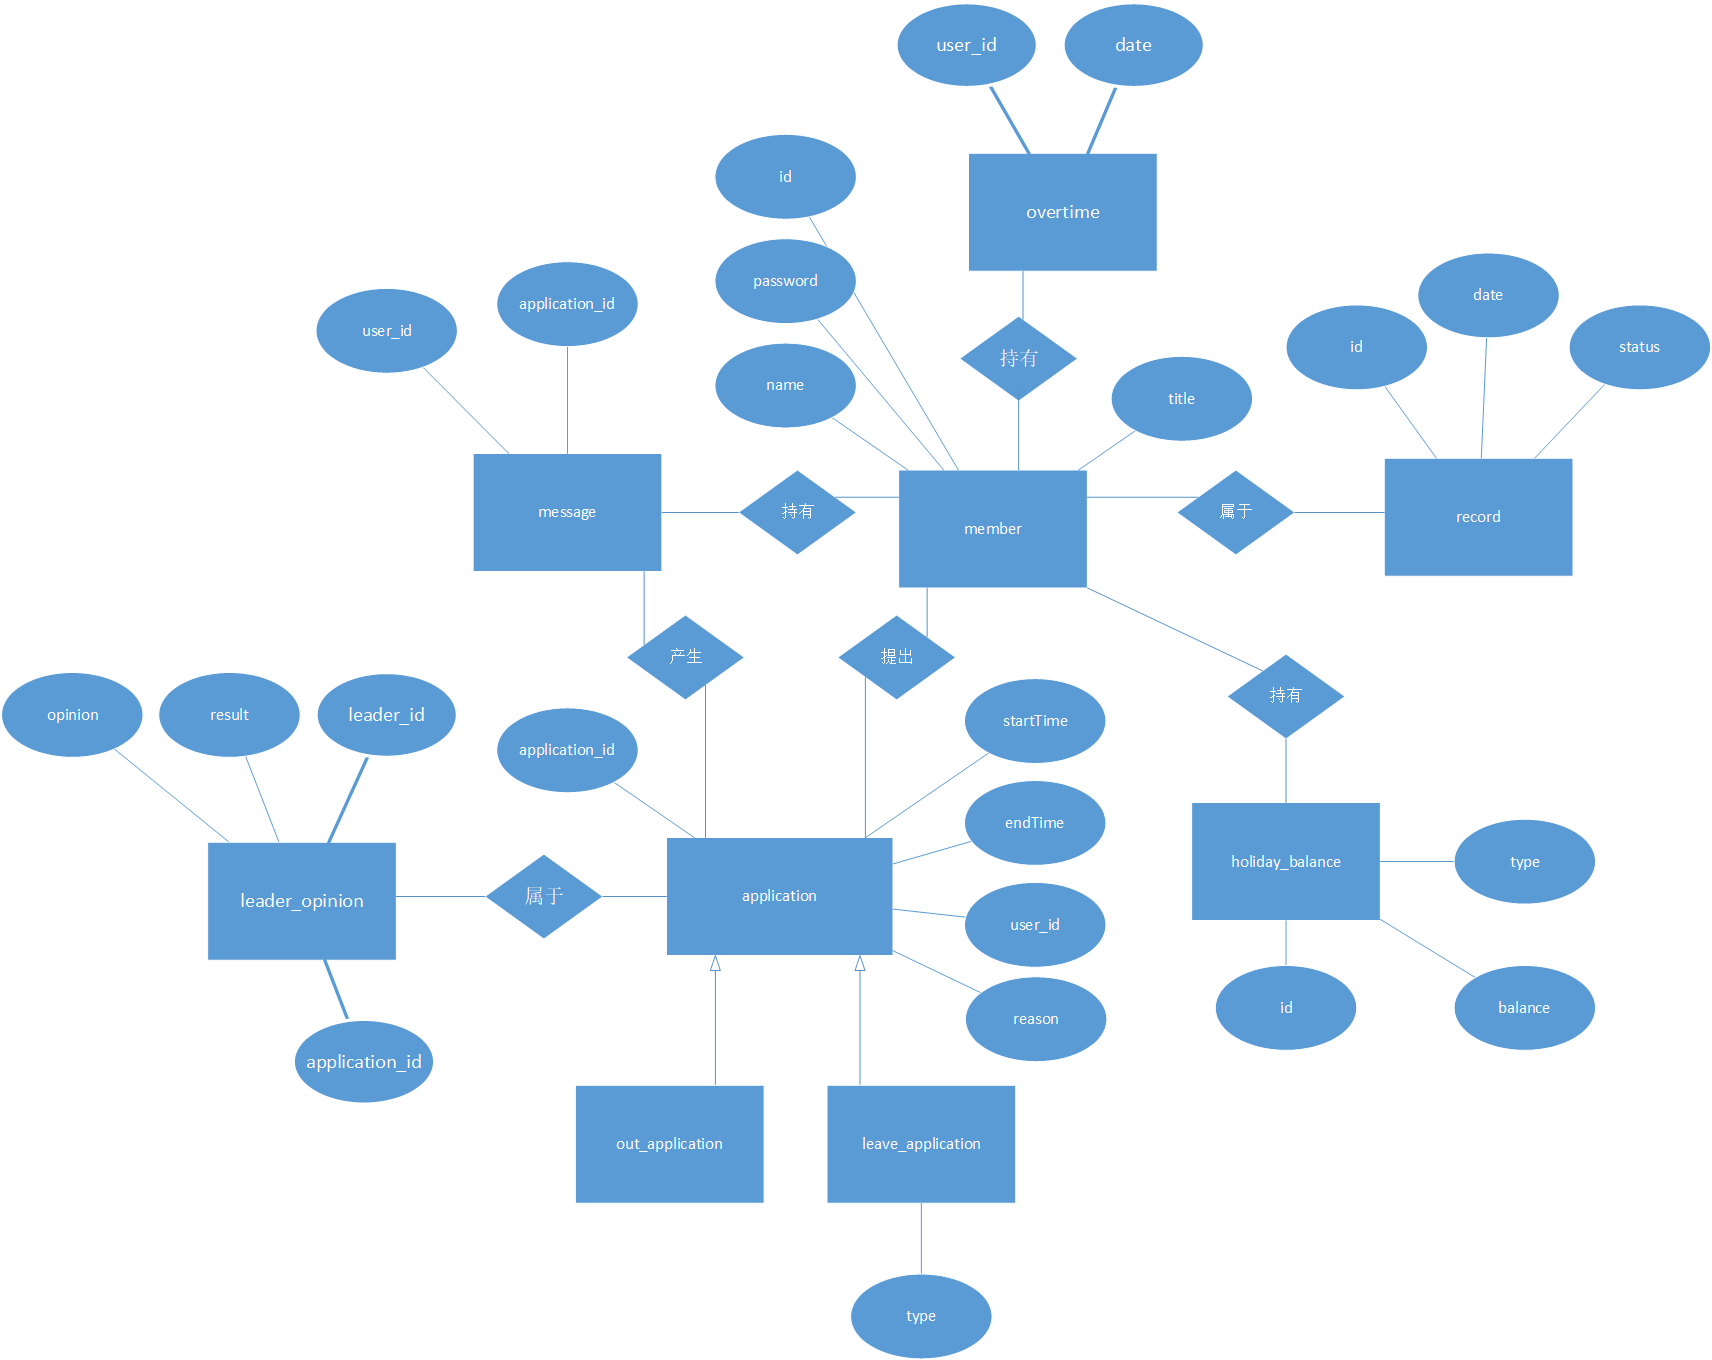 user_id
date
overtime
id
password
name
持有
title
user_id
application_id
id
date
status
message
持有
member
属于
record
产生
提出
持有
opinion
result
leader_id
application_id
startTime
endTime
user_id
reason
leader_opinion
属于
application
holiday_balance
type
id
balance
application_id
out_application
leave_application
type